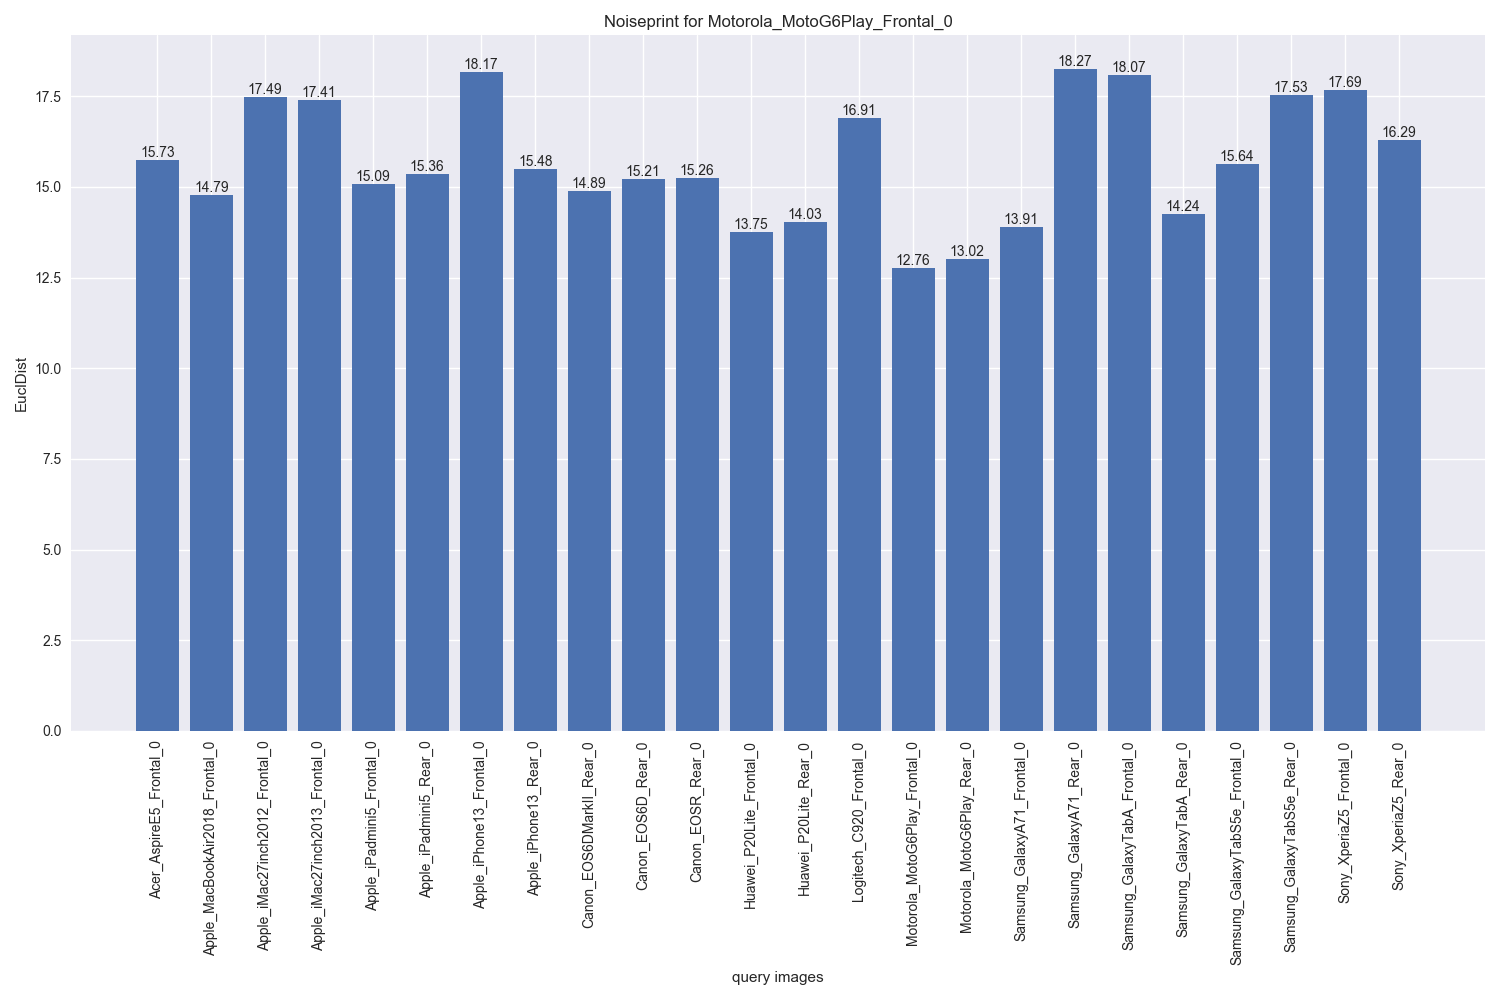 Noiseprint for Motorola_MotoG6Play_Frontal_0
EuclDist
17.5
15.0
12.5
10.0
7.5
5.0
2.5
0.0
15.73
14.79
17.49
17.41
15.09
15.36
18.17
15.48
14.89
15.21
15.26
13.75
14.03
16.91
12.76
13.02
13.91
18.27
18.07
14.24
15.64
17.53
17.69
16.29
Acer_AspireE5_Frontal_0
Apple_MacBookAir2018_Frontal_0
Apple_iMac27inch2012_Frontal_0
Apple_iMac27inch2013_Frontal_0
Apple_iPadmini5_Frontal_0
Apple_iPadmini5_Rear_0
Apple_iPhone13_Frontal_0
Apple_iPhone13_Rear_0
Canon_EOS6DMarkII_Rear_0
Canon_EOS6D_Rear_0
Canon_EOSR_Rear_0
Huawei_P20Lite_Frontal_0
Huawei_P20Lite_Rear_0
Logitech_C920_Frontal_0
Motorola_MotoG6Play_Frontal_0
Motorola_MotoG6Play_Rear_0
Samsung_GalaxyA71_Frontal_0
Samsung_GalaxyA71_Rear_0
Samsung_GalaxyTabA_Frontal_0
Samsung_GalaxyTabA_Rear_0
Samsung_GalaxyTabS5e_Frontal_0
Samsung_GalaxyTabS5e_Rear_0
Sony_XperiaZ5_Frontal_0
Sony_XperiaZ5_Rear_0
query images